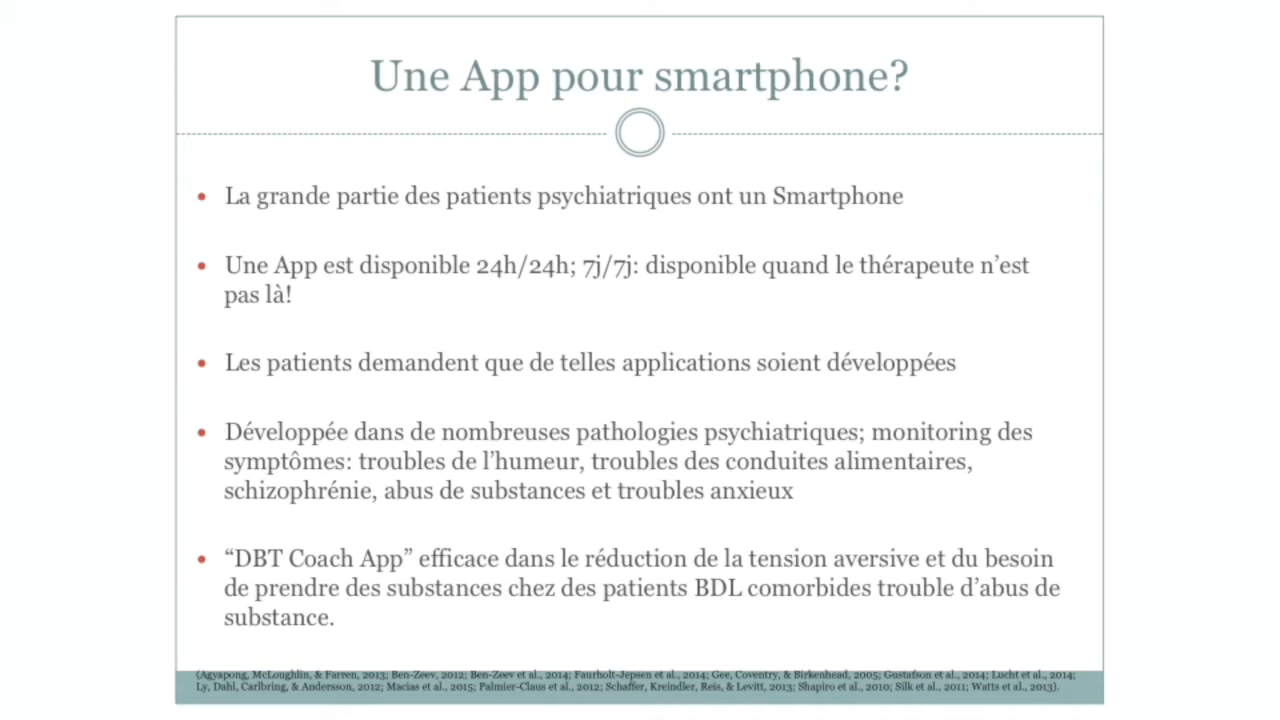 Une App pour smartphone?
• La grande partie des patients psychiatriques ont un Smartphone
• Une App est disponible 24h/24h; 7j/7j: disponible quand le thérapeute n’est
pas là!
• Les patients demandent que de telles applications soient développées
• Développée dans de nombreuses pathologies psychiatriques; monitoring des
symptômes: troubles de l’humeur, troubles des conduites alimentaires,
schizophrénie, abus de substances et troubles anxieux
• “DBT Coach App” efficace dans le réduction de la tension aversive et du besoin
de prendre des substances chez des patients BDL comorbides trouble d’abus de
substance.
(Agyapong, McLoughlin, & Farren, 2013; Ben-Zeev, 2012; Ben-Zeev et al., 2014; Faurholt-Jepsen et al., 2014; Gee, Coventry, & Birkenhead, 2005; Gustafson et al., 2014; Lucht et al., 2014;
Ly, Dahl, Carlbring, & Andersson, 2012; Macias et al., 2015; Palmier-Claus et al., 2012; Schaffer, Kreindler, Reis, & Levitt, 2013; Shapiro et al., 2010; Silk et al., 2011; Watts et al., 2013).